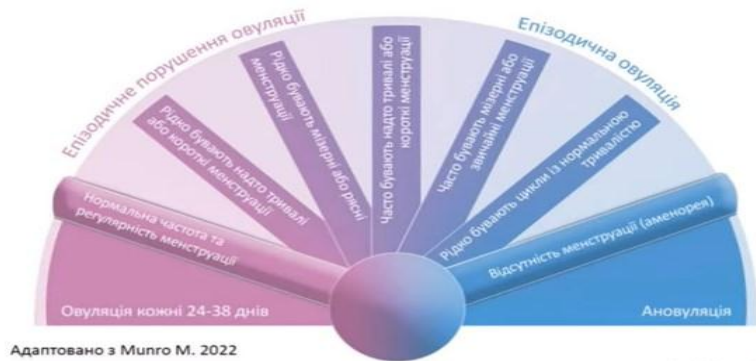 Епізодичне порушення овуляції
Епізодична овуляція
Нормальна частота та
регулярність менструації
Рідко бувають надто тривалі
або короткі менструації
Рідко бувають мізерні або рясні
менструації
Часто бувають надто тривалі або
короткі менструації
Часто бувають мізерні або
звичайні менструації
Рідко бувають цикли із нормальною
тривалістю
Відсутність менструації (аменорея)
Овуляція кожні 24-38 днів
Ановуляція
Адаптовано з Munro M. 2022